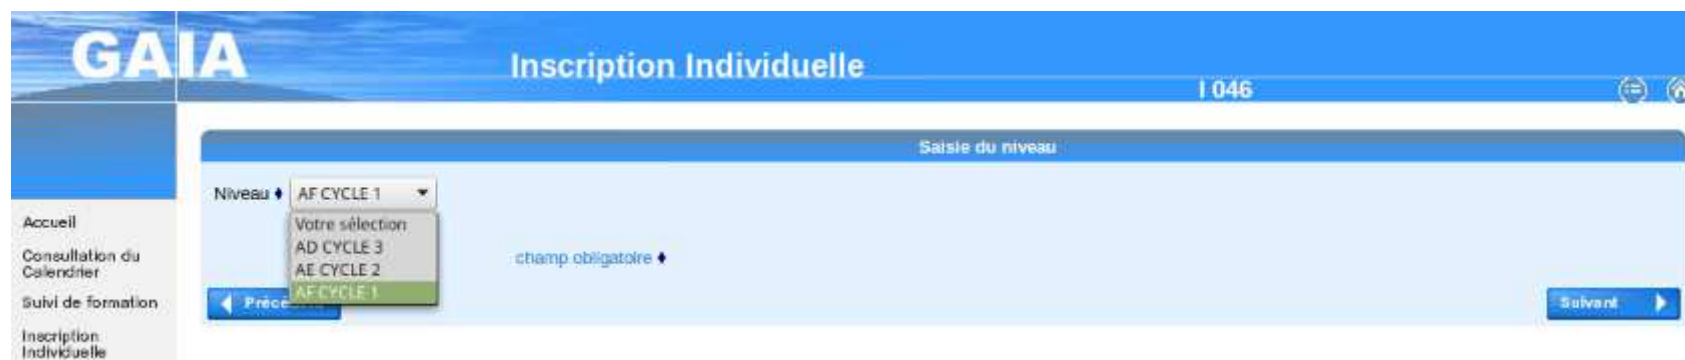 GAIA
Inscription Individuelle
I 046
Saisie du niveau
Niveau AF CYCLE 1
Votre sélection
AD CYCLE 3
AE CYCLE 2
AF CYCLE 1
champ obligatoire
Suivant
Accueil
Consultation du
Calendrier
Suivi de formation
Inscription
Individuelle